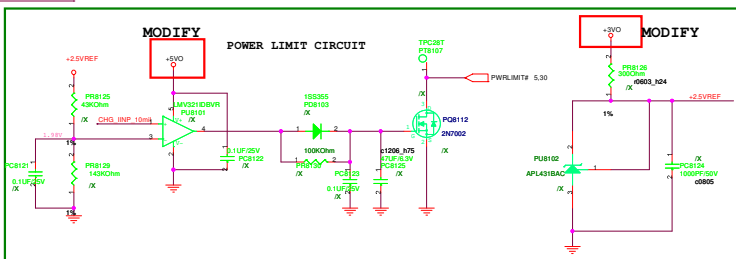 MODIFY
POWER LIMIT CIRCUIT
MODIFY
+5VO
+3VO
TPC28T
PT8107
/X
+2.5VREF
PR8125
43KOhm
/X
CHG_IINP_10mil
1.90V
1%
LMV321IDBVR
PU8101
/X
1SS355
PD8103
/X
PWRLIMIT# 5,30
PQ8112
2N7002
/X
PR8126
300Ohm
r0603_h24
/X
1%
+2.5VREF
PC8121
0.1UF/25V
/X
PR8129
143KOhm
/X
1%
0.1UF/25V
PC8122
/X
100KOhm
PR8130
/X
PC8123
0.1UF/25V
/X
c1206_h75
47UF/6.3V
PC8125
/X
PU8102
APL431BAC
/X
/X
PC8124
1000PF/50V
c0805